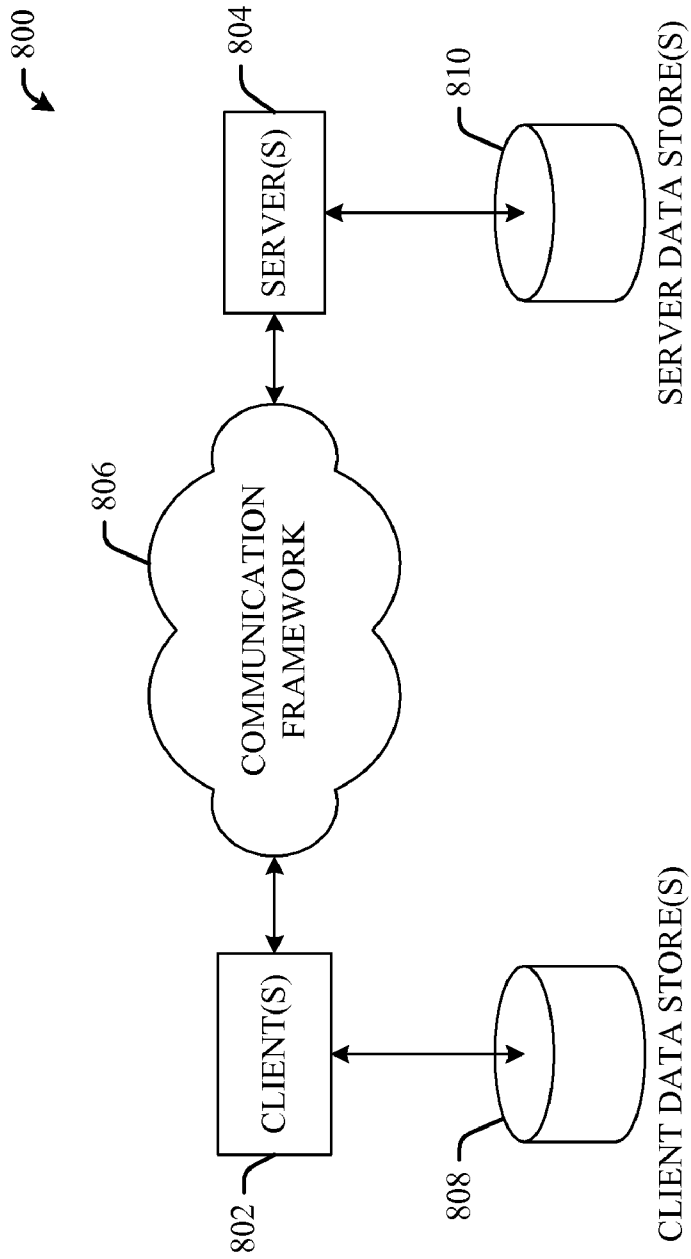 800
806
802
CLIENT(S)
COMMUNICATION
FRAMEWORK
SERVER(S)
804
808
810
CLIENT DATA STORE(S)
SERVER DATA STORE(S)